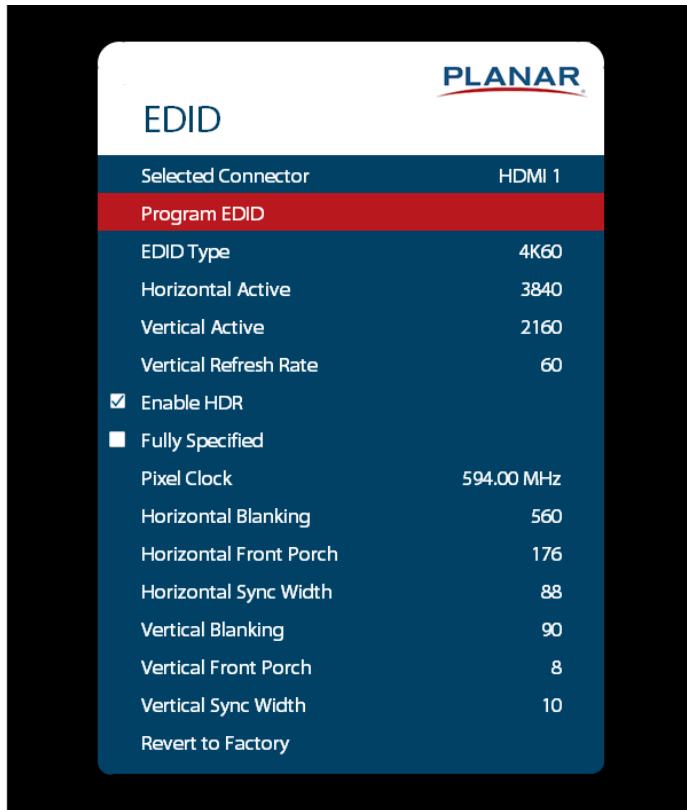 PLANAR
EDID
Selected Connector HDMI 1
Program EDID
EDID Type 4K60
Horizontal Active 3840
Vertical Active 2160
Vertical Refresh Rate 60
Enable HDR
Fully Specified
Pixel Clock 594.00 MHz
Horizontal Blanking 560
Horizontal Front Porch 176
Horizontal Sync Width 88
Vertical Blanking 90
Vertical Front Porch 8
Vertical Sync Width 10
Revert to Factory